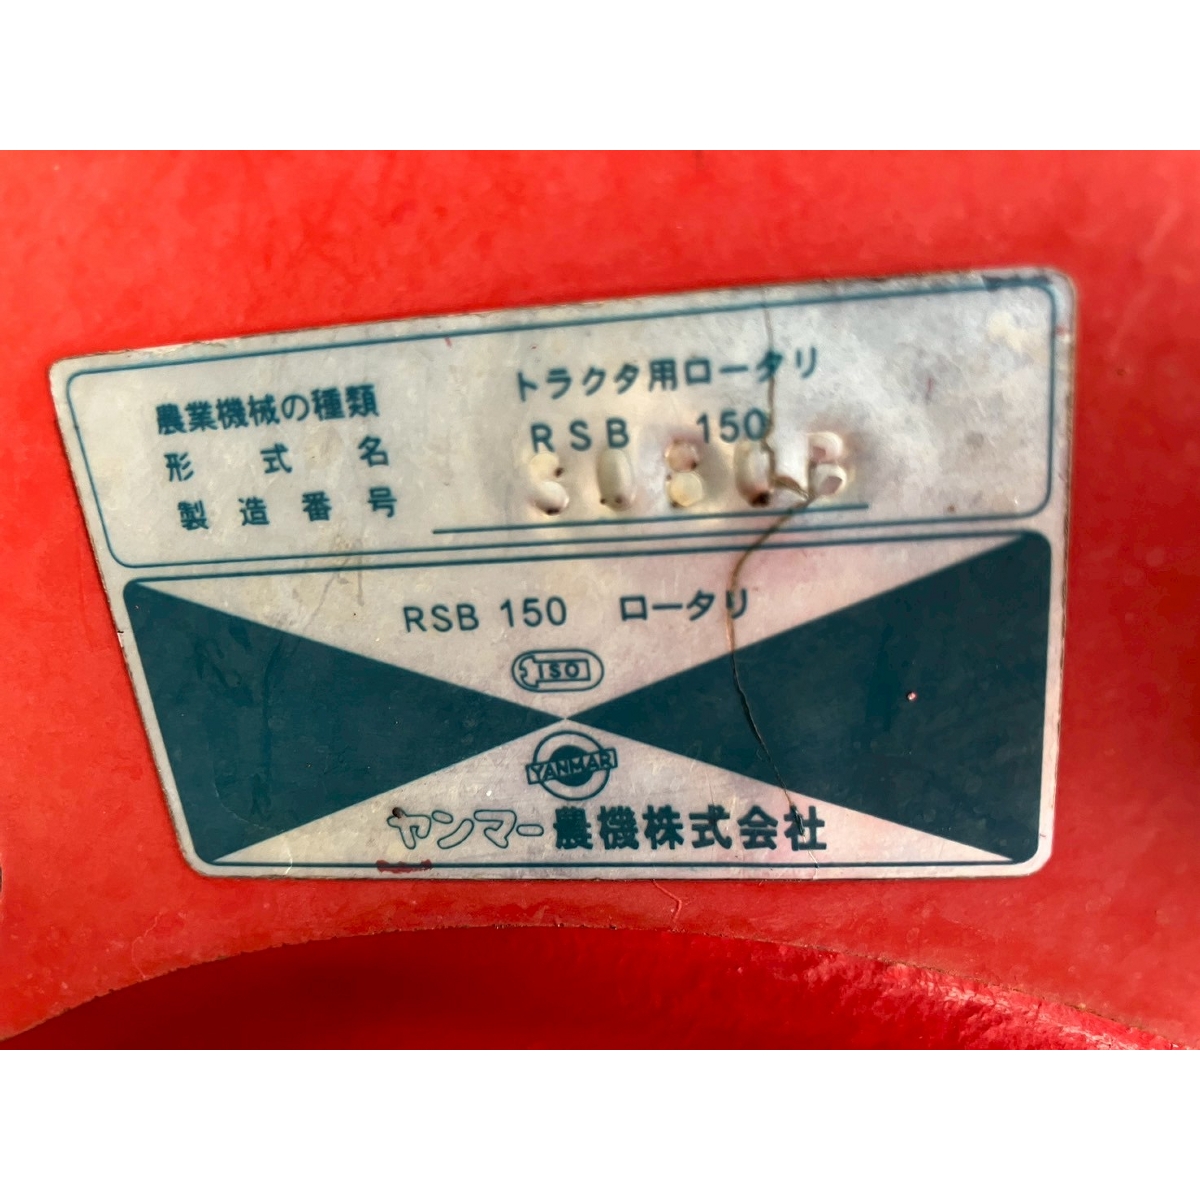 農業機械の種類 トラクタ用ロータリ
形式名 RSB 150
製造番号
RSB 150 ロータリ
ISO
YANMAR
ヤンマー農機株式会社